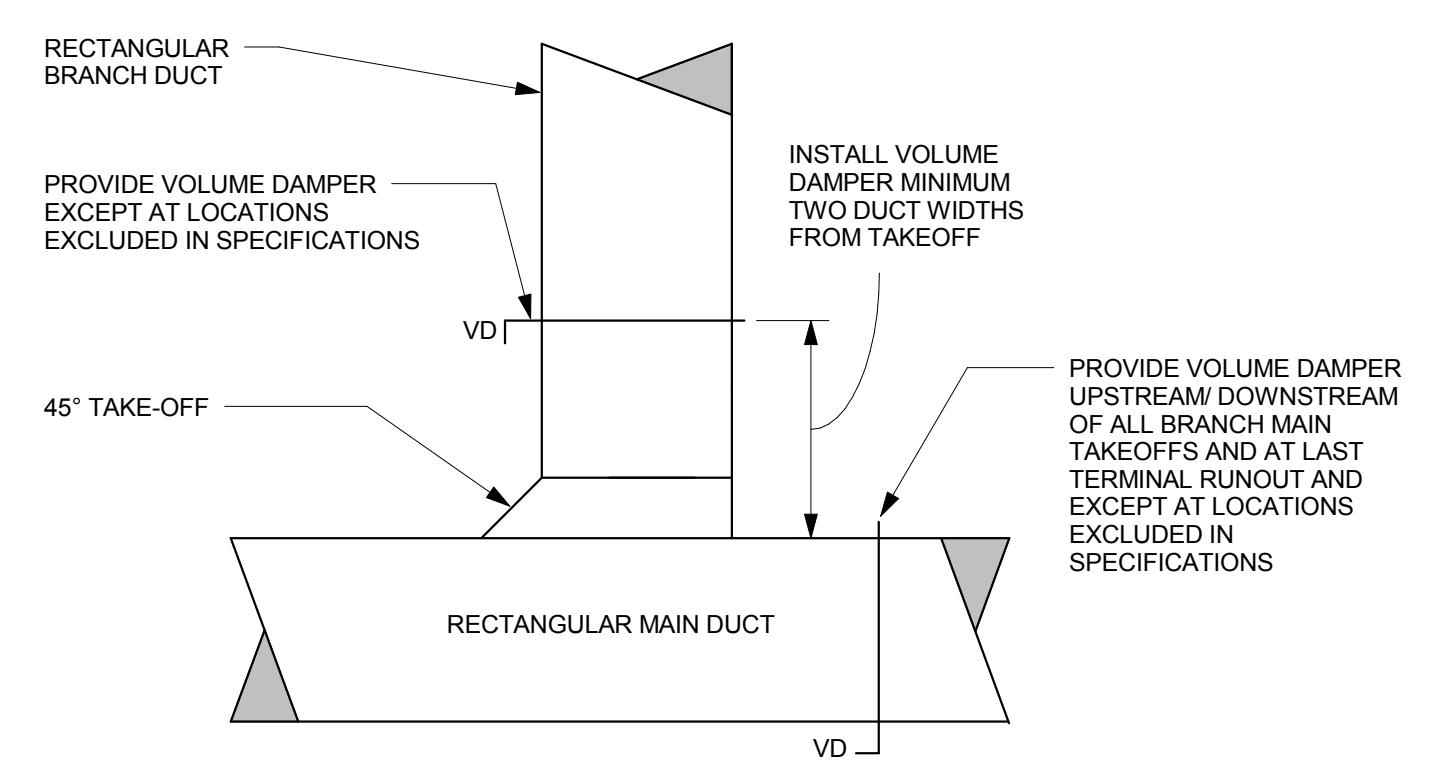 RECTANGULAR
BRANCH DUCT
PROVIDE VOLUME DAMPER
EXCEPT AT LOCATIONS
EXCLUDED IN SPECIFICATIONS
INSTALL VOLUME
DAMPER MINIMUM
TWO DUCT WIDTHS
FROM TAKEOFF
VD
45° TAKE-OFF
PROVIDE VOLUME DAMPER
UPSTREAM/ DOWNSTREAM
OF ALL BRANCH MAIN
TAKEOFFS AND AT LAST
TERMINAL RUNOUT AND
EXCEPT AT LOCATIONS
EXCLUDED IN
SPECIFICATIONS
RECTANGULAR MAIN DUCT
VD